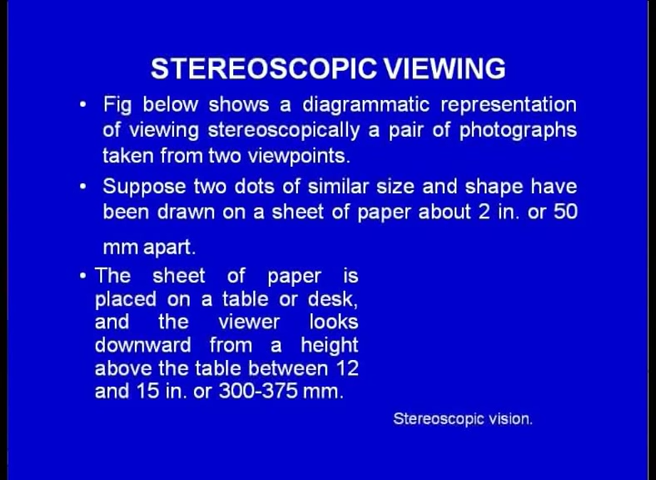 STEREOSCOPIC VIEWING
• Fig below shows a diagrammatic representation
of viewing stereoscopically a pair of photographs
taken from two viewpoints.
• Suppose two dots of similar size and shape have
been drawn on a sheet of paper about 2 in. or 50
mm apart.
• The sheet of paper is
placed on a table or desk,
and the viewer looks
downward from a height
above the table between 12
and 15 in. or 300-375 mm.
Stereoscopic vision.